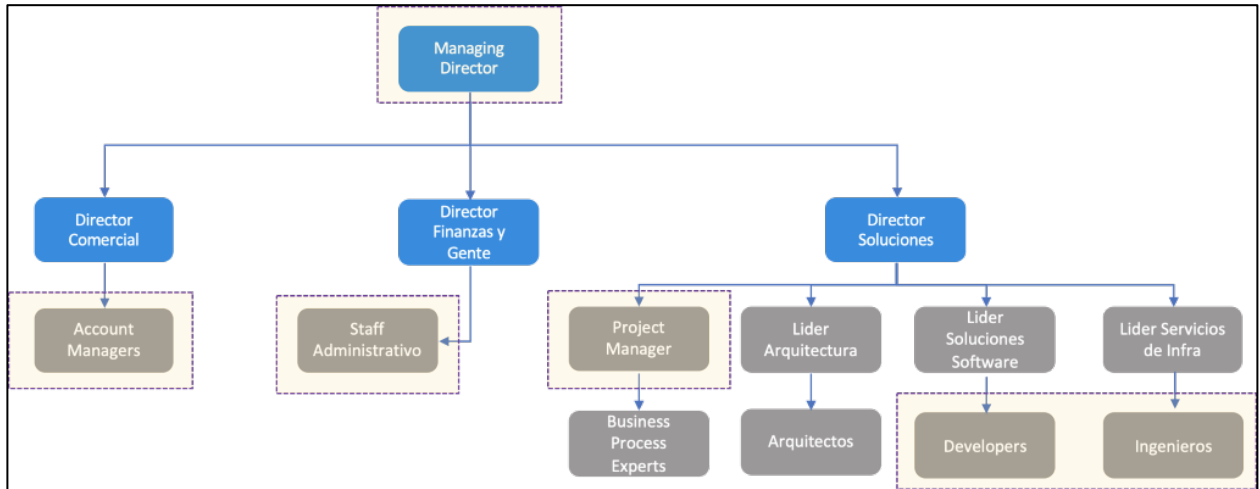 Managing
Director
Director
Comercial
Director
Finanzas y
Gente
Director
Soluciones
Account
Managers
Staff
Administrativo
Project
Manager
Lider
Arquitectura
Lider
Soluciones
Software
Lider Servicios
de Infra
Business
Process
Experts
Arquitectos
Developers
Ingenieros